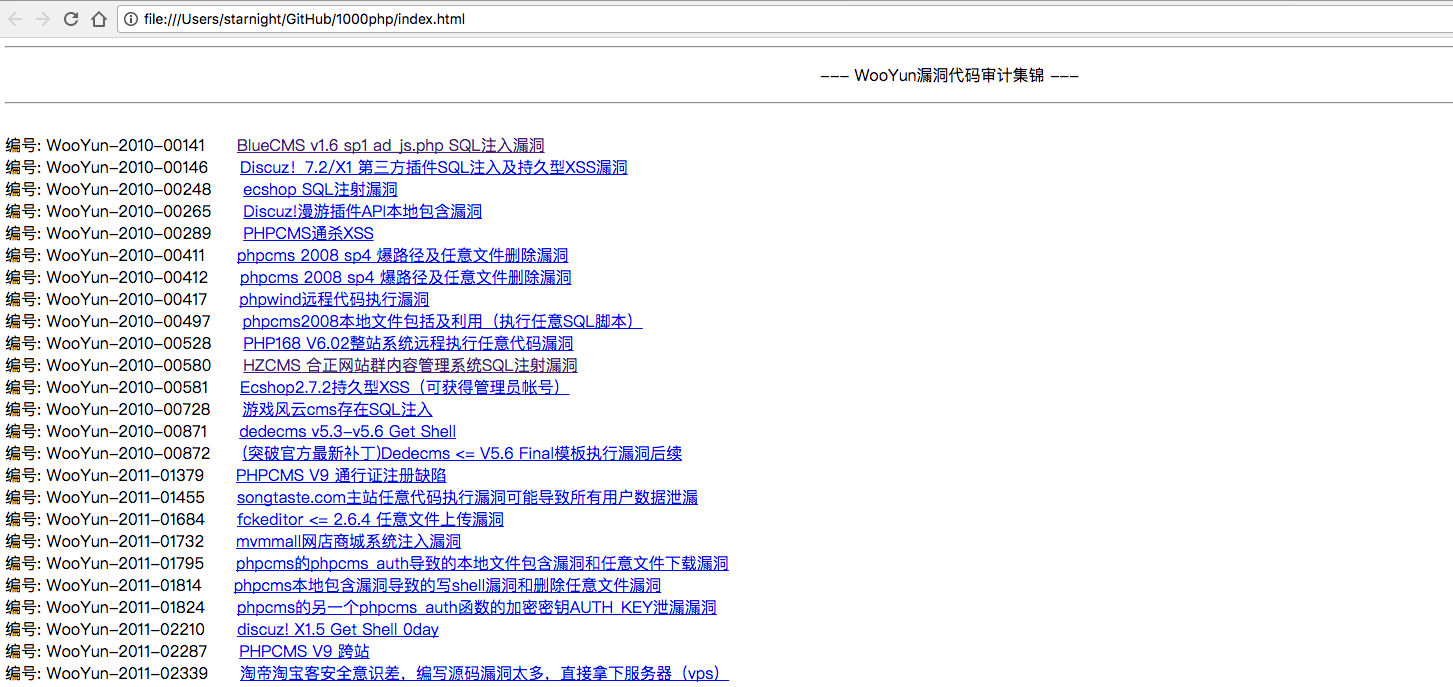 file:///Users/starnight/GitHub/1000php/index.html
--- WooYun漏洞代码审计集锦 ---
编号: WooYun-2010-00141 BlueCMS v1.6 sp1 ad_js.php SQL注入漏洞
编号: WooYun-2010-00146 Discuz! 7.2/X1 第三方插件SQL注入及持久型XSS漏洞
编号: WooYun-2010-00248 ecshop SQL注射漏洞
编号: WooYun-2010-00265 Discuz!漫游插件API本地包含漏洞
编号: WooYun-2010-00289 PHPCMS通杀XSS
编号: WooYun-2010-00411 phpcms 2008 sp4 爆路径及任意文件删除漏洞
编号: WooYun-2010-00412 phpcms 2008 sp4 爆路径及任意文件删除漏洞
编号: WooYun-2010-00417 phpwind远程代码执行漏洞
编号: WooYun-2010-00497 phpcms2008本地文件包括及利用（执行任意SQL脚本）
编号: WooYun-2010-00528 PHP168 V6.02整站系统远程执行任意代码漏洞
编号: WooYun-2010-00580 HZCMS 合正网站群内容管理系统SQL注射漏洞
编号: WooYun-2010-00581 Ecshop2.7.2持久型XSS（可获得管理员帐号）
编号: WooYun-2010-00728 游戏风云cms存在SQL注入
编号: WooYun-2010-00871 dedecms v5.3-v5.6 Get Shell
编号: WooYun-2010-00872 (突破官方最新补丁)Dedecms <= V5.6 Final模板执行漏洞后续
编号: WooYun-2011-01379 PHPCMS V9 通行证注册缺陷
编号: WooYun-2011-01455 songtaste.com主站任意代码执行漏洞可能导致所有用户数据泄漏
编号: WooYun-2011-01684 fckeditor <= 2.6.4 任意文件上传漏洞
编号: WooYun-2011-01732 mvmmall网店商城系统注入漏洞
编号: WooYun-2011-01795 phpcms的phpcms_auth导致的本地文件包含漏洞和任意文件下载漏洞
编号: WooYun-2011-01814 phpcms本地包含漏洞导致的写shell漏洞和删除任意文件漏洞
编号: WooYun-2011-01824 phpcms的另一个phpcms_auth函数的加密密钥AUTH_KEY泄漏漏洞
编号: WooYun-2011-02210 discuz! X1.5 Get Shell 0day
编号: WooYun-2011-02287 PHPCMS V9 跨站
编号: WooYun-2011-02339 淘帝淘宝客安全意识差，编写源码漏洞太多，直接拿下服务器（vps）